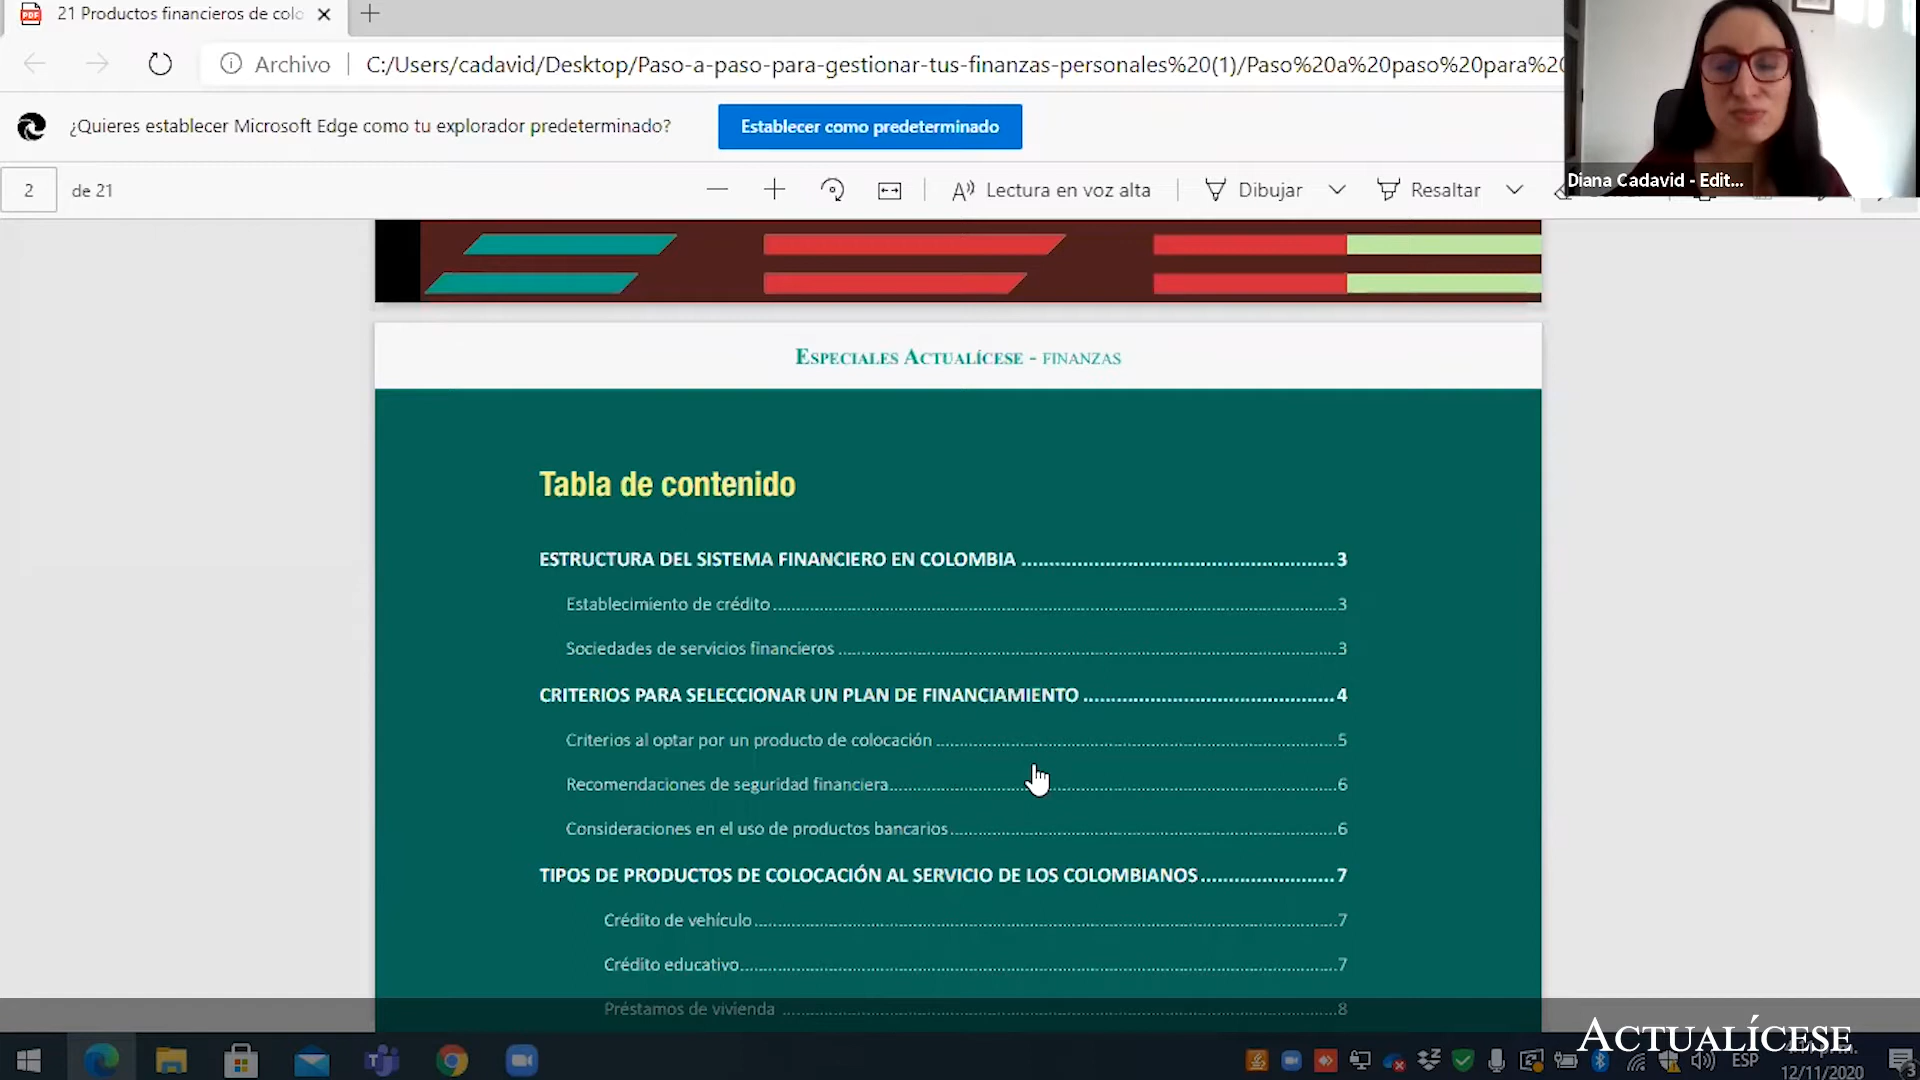 21 Productos financieros de colo
Archivo
C:/Users/cadavid/Desktop/Paso-a-paso-para-gestionar-tus-finanzas-personales%20(1)/Paso%20a%20paso%20para%20
¿Quieres establecer Microsoft Edge como tu explorador predeterminado?
Establecer como predeterminado
2 de 21
Lectura en voz alta
Dibujar
Resaltar
Diana Cadavid - Edit...
ESPECIALES ACTUALÍCESE - FINANZAS
Tabla de contenido
ESTRUCTURA DEL SISTEMA FINANCIERO EN COLOMBIA ........ 3
Establecimiento de crédito ........ 3
Sociedades de servicios financieros ........ 3
CRITERIOS PARA SELECCIONAR UN PLAN DE FINANCIAMIENTO ........ 4
Criterios al optar por un producto de colocación ........ 5
Recomendaciones de seguridad financiera ........ 6
Consideraciones en el uso de productos bancarios ........ 6
TIPOS DE PRODUCTOS DE COLOCACIÓN AL SERVICIO DE LOS COLOMBIANOS ........ 7
Crédito de vehículo ........ 7
Crédito educativo ........ 7
Préstamos de vivienda ........ 8
ACTUALÍCESE
ESP
12/11/2020
3